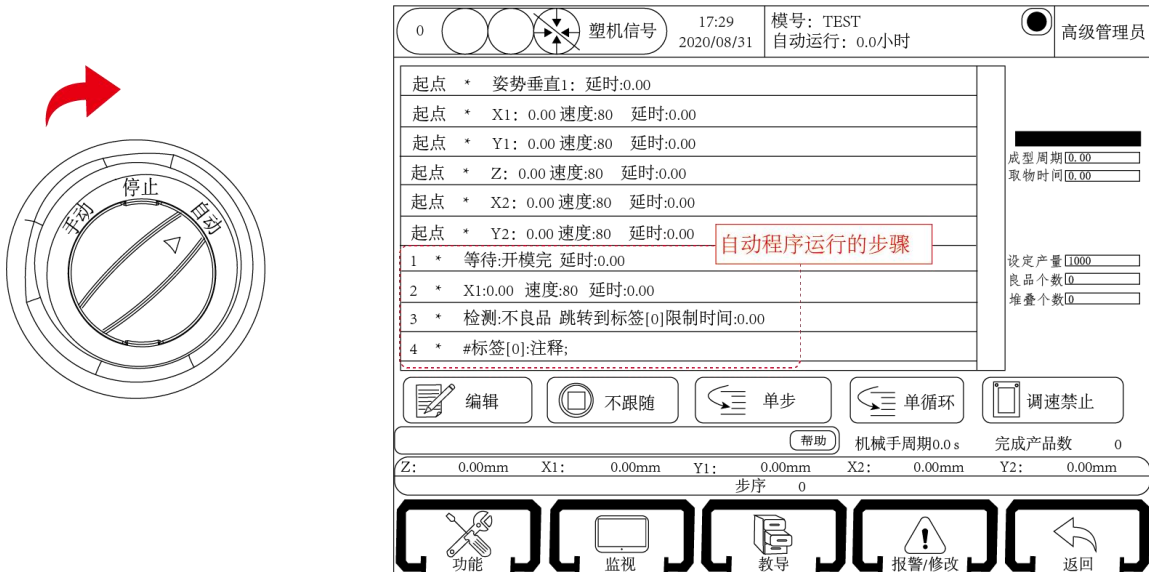 停止
手动
自动
0 塑机信号 17:29 2020/08/31 模号：TEST 自动运行：0.0小时 高级管理员
起点 * 姿势垂直1：延时:0.00
起点 * X1：0.00 速度:80 延时:0.00
起点 * Y1：0.00 速度:80 延时:0.00
起点 * Z：0.00 速度:80 延时:0.00
起点 * X2：0.00 速度:80 延时:0.00
起点 * Y2：0.00 速度:80 延时:0.00
自动程序运行的步骤
1 * 等待:开模完 延时:0.00
2 * X1:0.00 速度:80 延时:0.00
3 * 检测:不良品 跳转到标签[0]限制时间:0.00
4 * #标签[0]:注释;
成型周期 0.00
取物时间 0.00
设定产量 1000
良品个数 0
堆叠个数 0
编辑 不跟随 单步 单循环 调速禁止
帮助 机械手周期0.0 s 完成产品数 0
Z: 0.00mm X1: 0.00mm Y1: 0.00mm X2: 0.00mm Y2: 0.00mm
步序 0
功能 监视 教导 报警/修改 返回